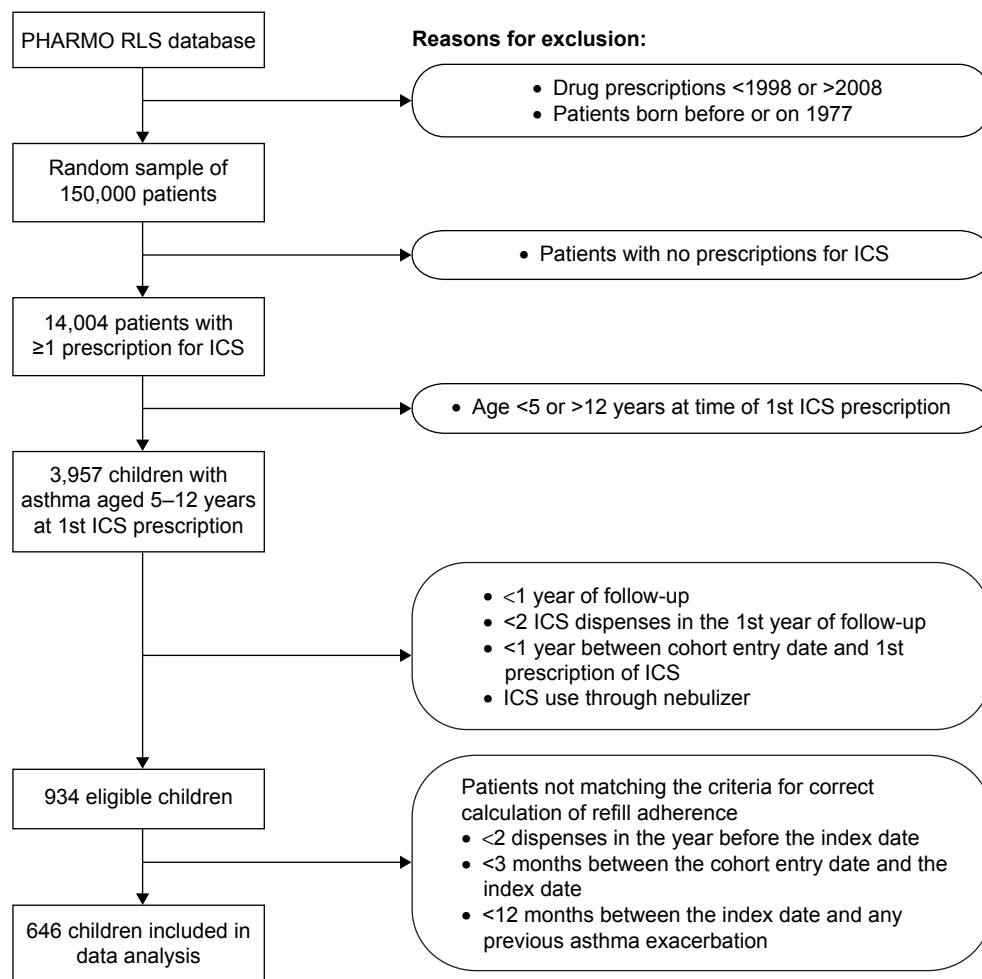 PHARMO RLS database
Reasons for exclusion:
• Drug prescriptions <1998 or >2008
• Patients born before or on 1977
Random sample of
150,000 patients
• Patients with no prescriptions for ICS
14,004 patients with
≥1 prescription for ICS
• Age <5 or >12 years at time of 1st ICS prescription
3,957 children with
asthma aged 5–12 years
at 1st ICS prescription
• <1 year of follow-up
• <2 ICS dispenses in the 1st year of follow-up
• <1 year between cohort entry date and 1st
prescription of ICS
• ICS use through nebulizer
934 eligible children
Patients not matching the criteria for correct
calculation of refill adherence
• <2 dispenses in the year before the index date
• <3 months between the cohort entry date and the
index date
• <12 months between the index date and any
previous asthma exacerbation
646 children included in
data analysis